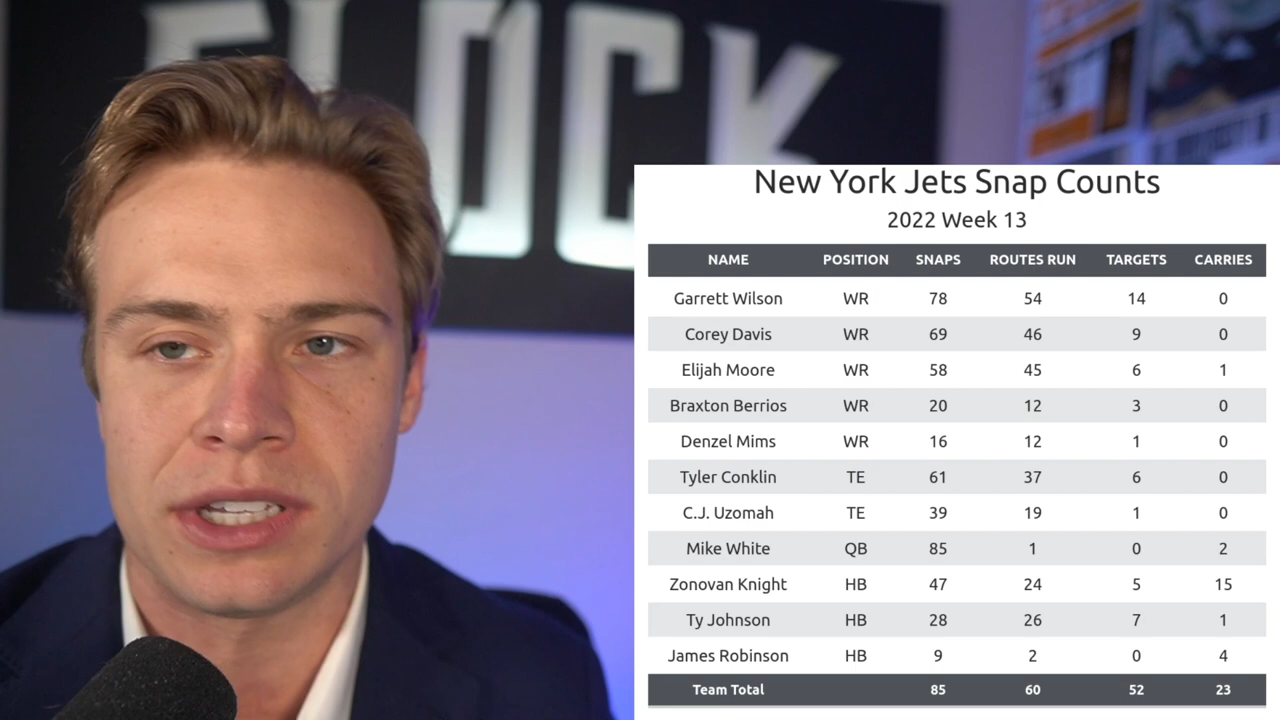 FLOCK
New York Jets Snap Counts
2022 Week 13
NAME POSITION SNAPS ROUTES RUN TARGETS CARRIES
Garrett Wilson WR 78 54 14 0
Corey Davis WR 69 46 9 0
Elijah Moore WR 58 45 6 1
Braxton Berrios WR 20 12 3 0
Denzel Mims WR 16 12 1 0
Tyler Conklin TE 61 37 6 0
C.J. Uzomah TE 39 19 1 0
Mike White QB 85 1 0 2
Zonovan Knight HB 47 24 5 15
Ty Johnson HB 28 26 7 1
James Robinson HB 9 2 0 4
Team Total 85 60 52 23